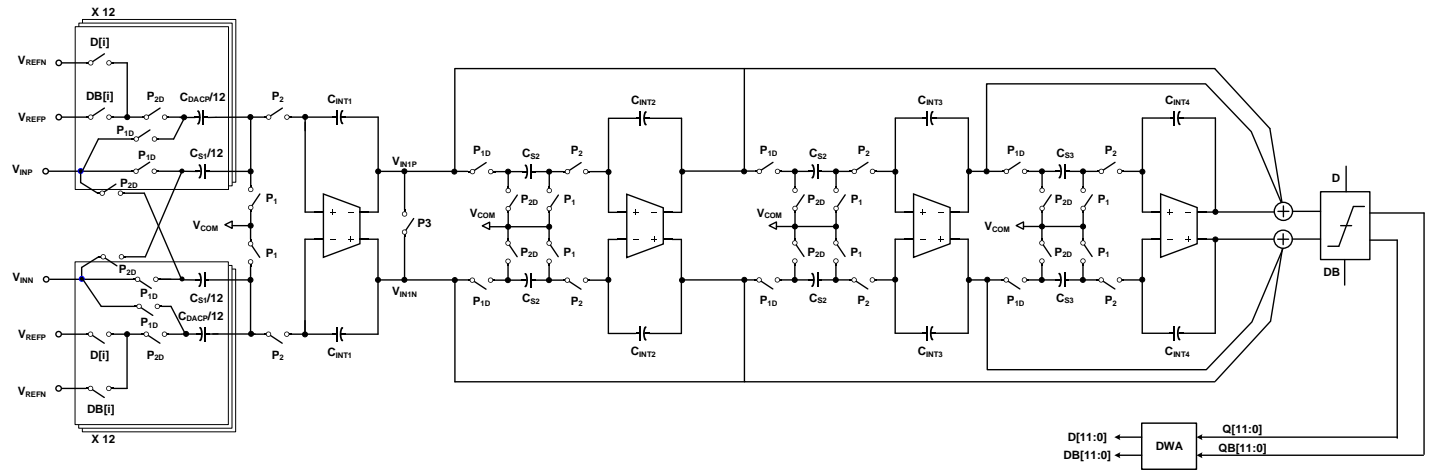 X 12
D[i]
VREFN
DB[i]
P2D
CDACP/12
P2
CINT1
VREFP
P1D
P1D
CS1/12
VINP
P2D
P1
VCOM
P1
+ −
− +
VIN1P
P3
VIN1N
P2D
VINN
P1D
CS1/12
P1D
CDACP/12
VREFP
D[i]
P2D
P2
CINT1
VREFN
DB[i]
X 12
CINT2
P1D
CS2
P2
P2D
P1
VCOM
P2D
P1
+ −
− +
P1D
CS2
P2
CINT2
CINT3
P1D
CS2
P2
P2D
P1
VCOM
P2D
P1
+ −
− +
P1D
CS2
P2
CINT3
CINT4
P1D
CS3
P2
P2D
P1
VCOM
P2D
P1
+ −
− +
P1D
CS3
P2
CINT4
D
DB
Q[11:0]
D[11:0]
DWA
DB[11:0]
QB[11:0]